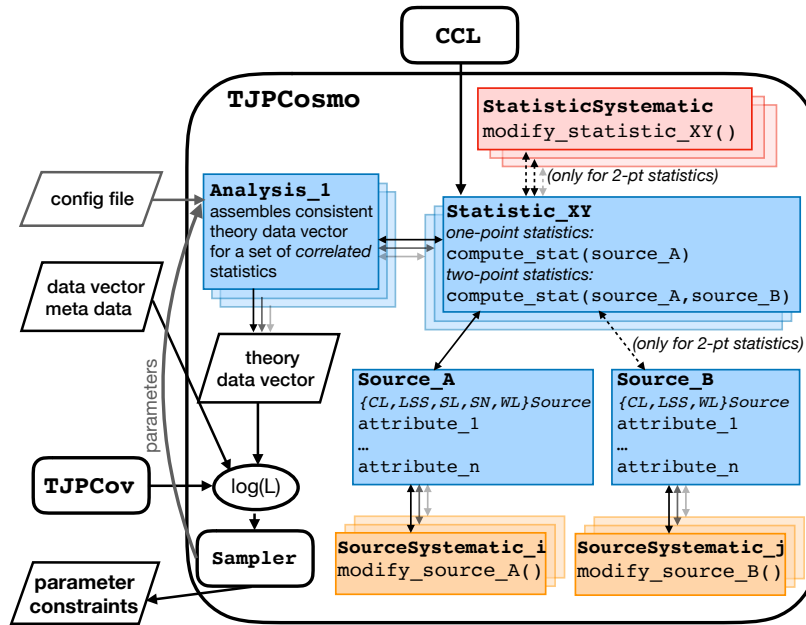 CCL
TJPCosmo
StatisticSystematic
modify_statistic_XY()
(only for 2-pt statistics)
config file
Analysis_1
assembles consistent
theory data vector
for a set of correlated
statistics
Statistic_XY
one-point statistics:
compute_stat(source_A)
two-point statistics:
compute_stat(source_A,source_B)
data vector
meta data
parameters
theory
data vector
(only for 2-pt statistics)
Source_A
{CL,LSS,SL,SN,WL}Source
attribute_1
…
attribute_n
Source_B
{CL,LSS,WL}Source
attribute_1
…
attribute_n
TJPCov
log(L)
Sampler
SourceSystematic_i
modify_source_A()
SourceSystematic_j
modify_source_B()
parameter
constraints